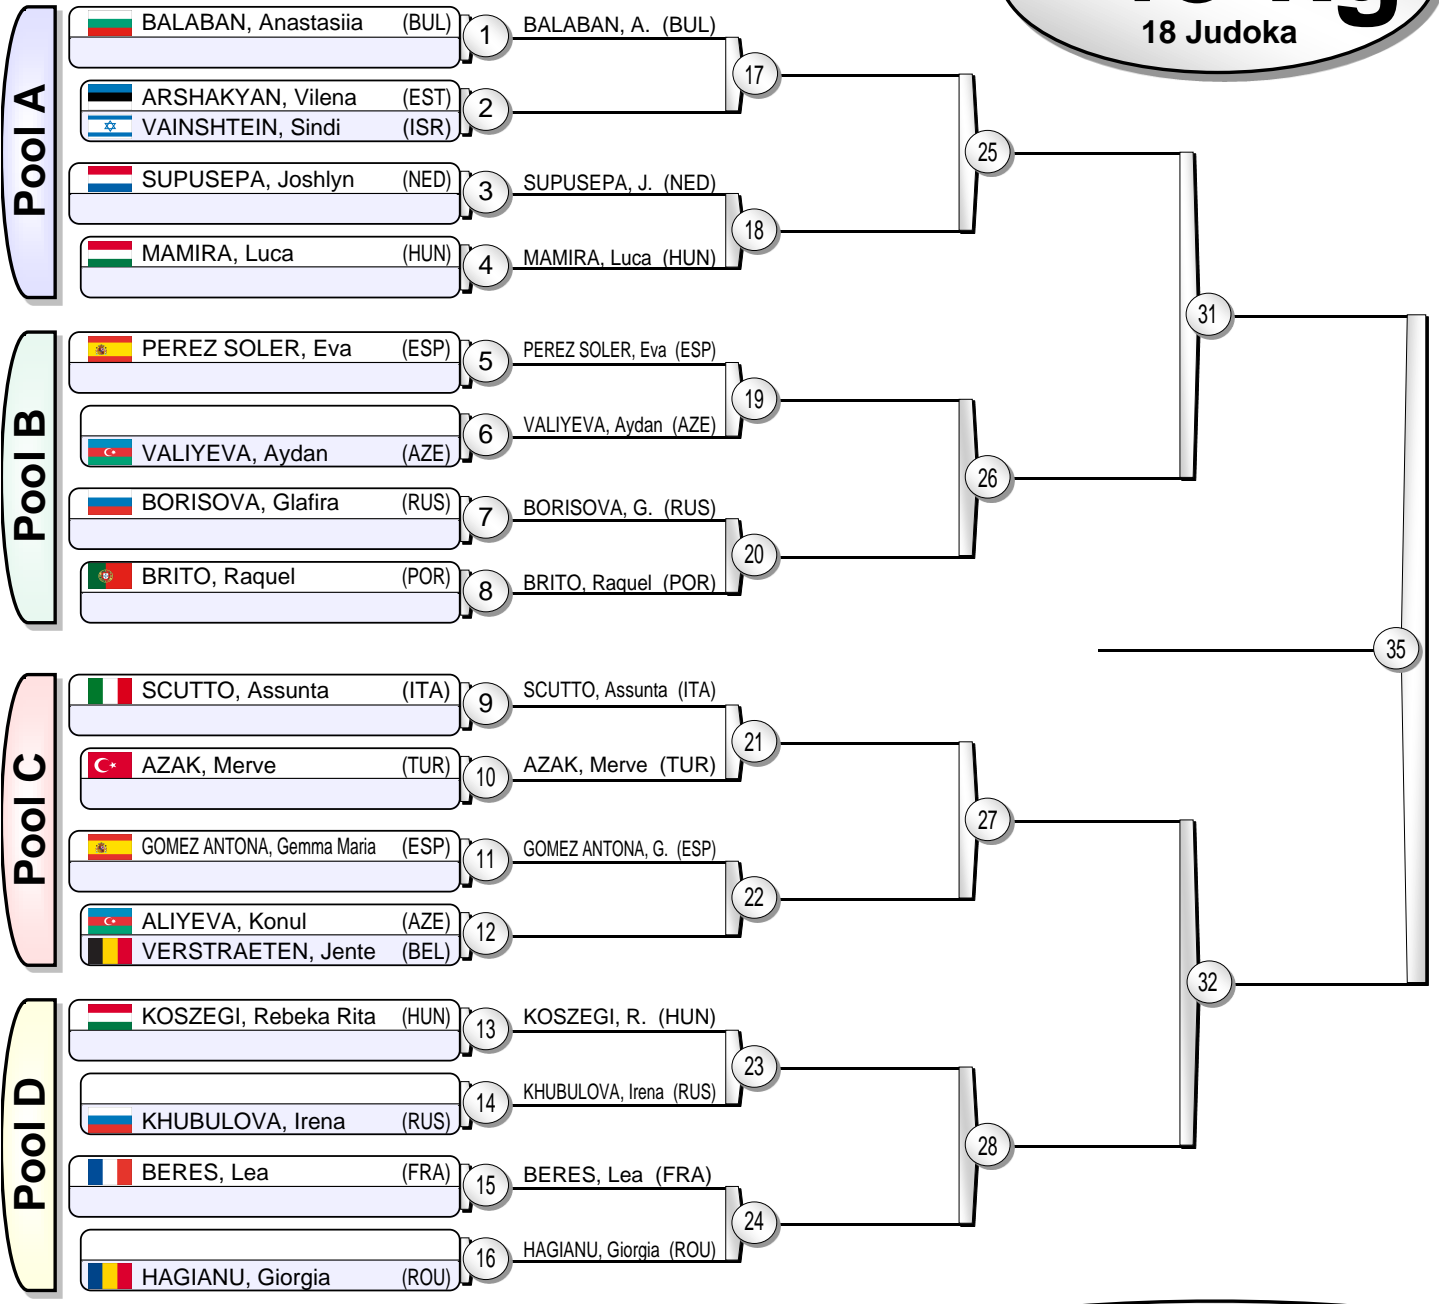 18 Judoka
Pool A
BALABAN, Anastasiia (BUL) 1 BALABAN, A. (BUL)
17
ARSHAKYAN, Vilena (EST)
VAINSHTEIN, Sindi (ISR) 2
25
SUPUSEPA, Joshlyn (NED) 3 SUPUSEPA, J. (NED)
18
MAMIRA, Luca (HUN) 4 MAMIRA, Luca (HUN)
31
Pool B
PEREZ SOLER, Eva (ESP) 5 PEREZ SOLER, Eva (ESP)
19
VALIYEVA, Aydan (AZE) 6 VALIYEVA, Aydan (AZE)
26
BORISOVA, Glafira (RUS) 7 BORISOVA, G. (RUS)
20
BRITO, Raquel (POR) 8 BRITO, Raquel (POR)
35
Pool C
SCUTTO, Assunta (ITA) 9 SCUTTO, Assunta (ITA)
21
AZAK, Merve (TUR) 10 AZAK, Merve (TUR)
27
GOMEZ ANTONA, Gemma Maria (ESP) 11 GOMEZ ANTONA, G. (ESP)
22
ALIYEVA, Konul (AZE)
VERSTRAETEN, Jente (BEL) 12
32
Pool D
KOSZEGI, Rebeka Rita (HUN) 13 KOSZEGI, R. (HUN)
23
KHUBULOVA, Irena (RUS) 14 KHUBULOVA, Irena (RUS)
28
BERES, Lea (FRA) 15 BERES, Lea (FRA)
24
HAGIANU, Giorgia (ROU) 16 HAGIANU, Giorgia (ROU)